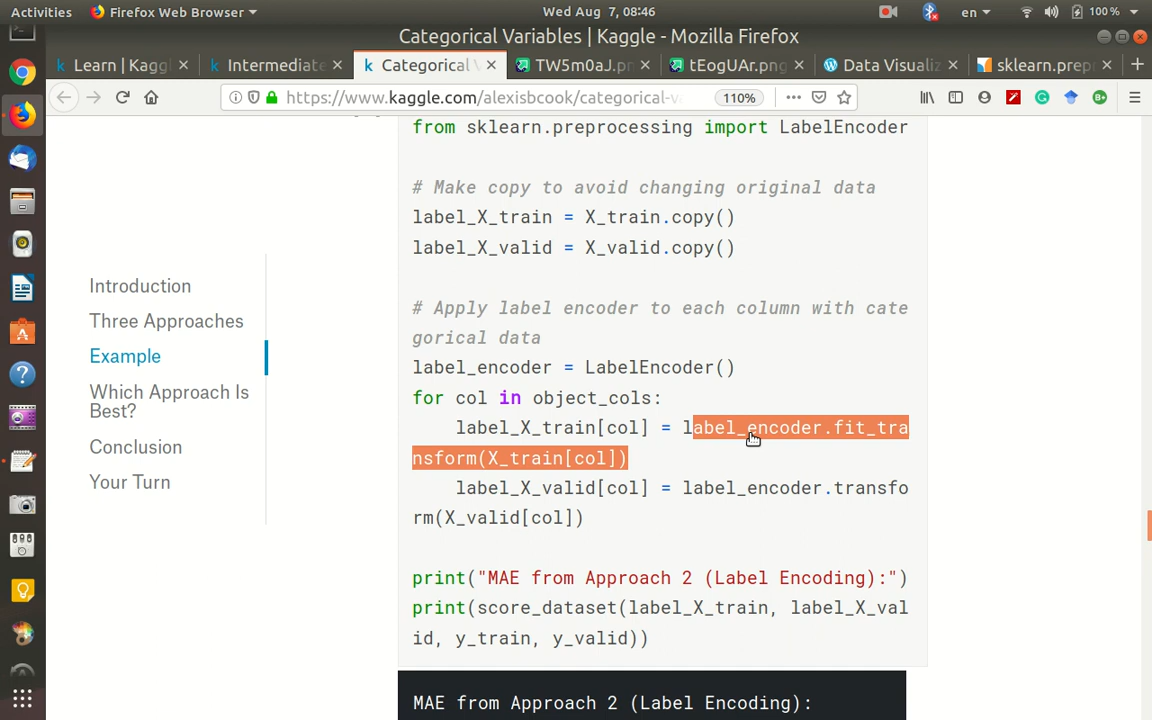 Activities
Firefox Web Browser
Wed Aug 7, 08:46
en
100 %
Categorical Variables | Kaggle - Mozilla Firefox
Learn | Kagg
Intermediate
Categorical V
TW5m0aJ.pn
tEogUAr.png
Data Visualiz
sklearn.prep
https://www.kaggle.com/alexisbcook/categorical-va
110%
from sklearn.preprocessing import LabelEncoder
# Make copy to avoid changing original data
label_X_train = X_train.copy()
label_X_valid = X_valid.copy()
# Apply label encoder to each column with cate
gorical data
label_encoder = LabelEncoder()
for col in object_cols:
label_X_train[col] = label_encoder.fit_tra
nsform(X_train[col])
label_X_valid[col] = label_encoder.transfo
rm(X_valid[col])
print("MAE from Approach 2 (Label Encoding):")
print(score_dataset(label_X_train, label_X_val
id, y_train, y_valid))
MAE from Approach 2 (Label Encoding):
Introduction
Three Approaches
Example
Which Approach Is
Best?
Conclusion
Your Turn